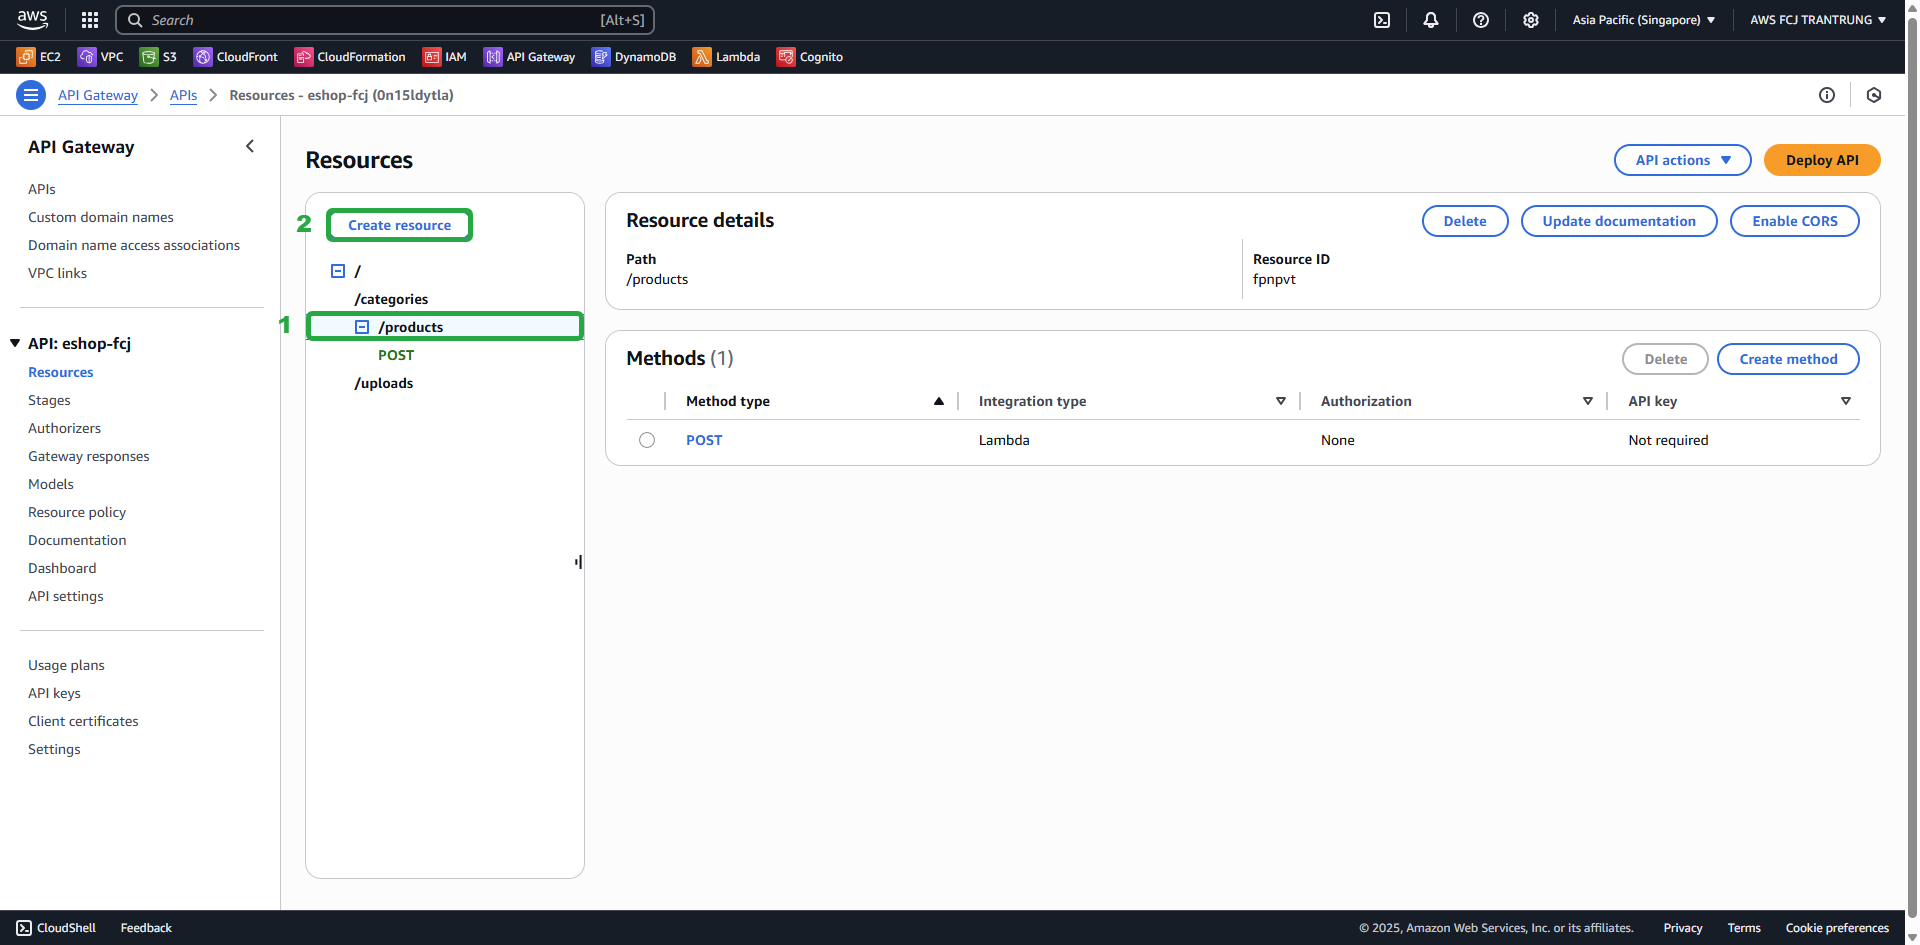 aws
Search [Alt+S]
Asia Pacific (Singapore) AWS FCJ TRANTRUNG
EC2 VPC S3 CloudFront CloudFormation IAM API Gateway DynamoDB Lambda Cognito
API Gateway APIs Resources - eshop-fcj (0n15ldytla)
API Gateway
APIs
Custom domain names
Domain name access associations
VPC links
API: eshop-fcj
Resources
Stages
Authorizers
Gateway responses
Models
Resource policy
Documentation
Dashboard
API settings
Usage plans
API keys
Client certificates
Settings
Resources
API actions Deploy API
2 Create resource
/
/categories
1 /products
POST
/uploads
Resource details
Delete Update documentation Enable CORS
Path
/products
Resource ID
fpnpvt
Methods (1)
Delete Create method
Method type Integration type Authorization API key
POST Lambda None Not required
CloudShell Feedback
© 2025, Amazon Web Services, Inc. or its affiliates. Privacy Terms Cookie preferences